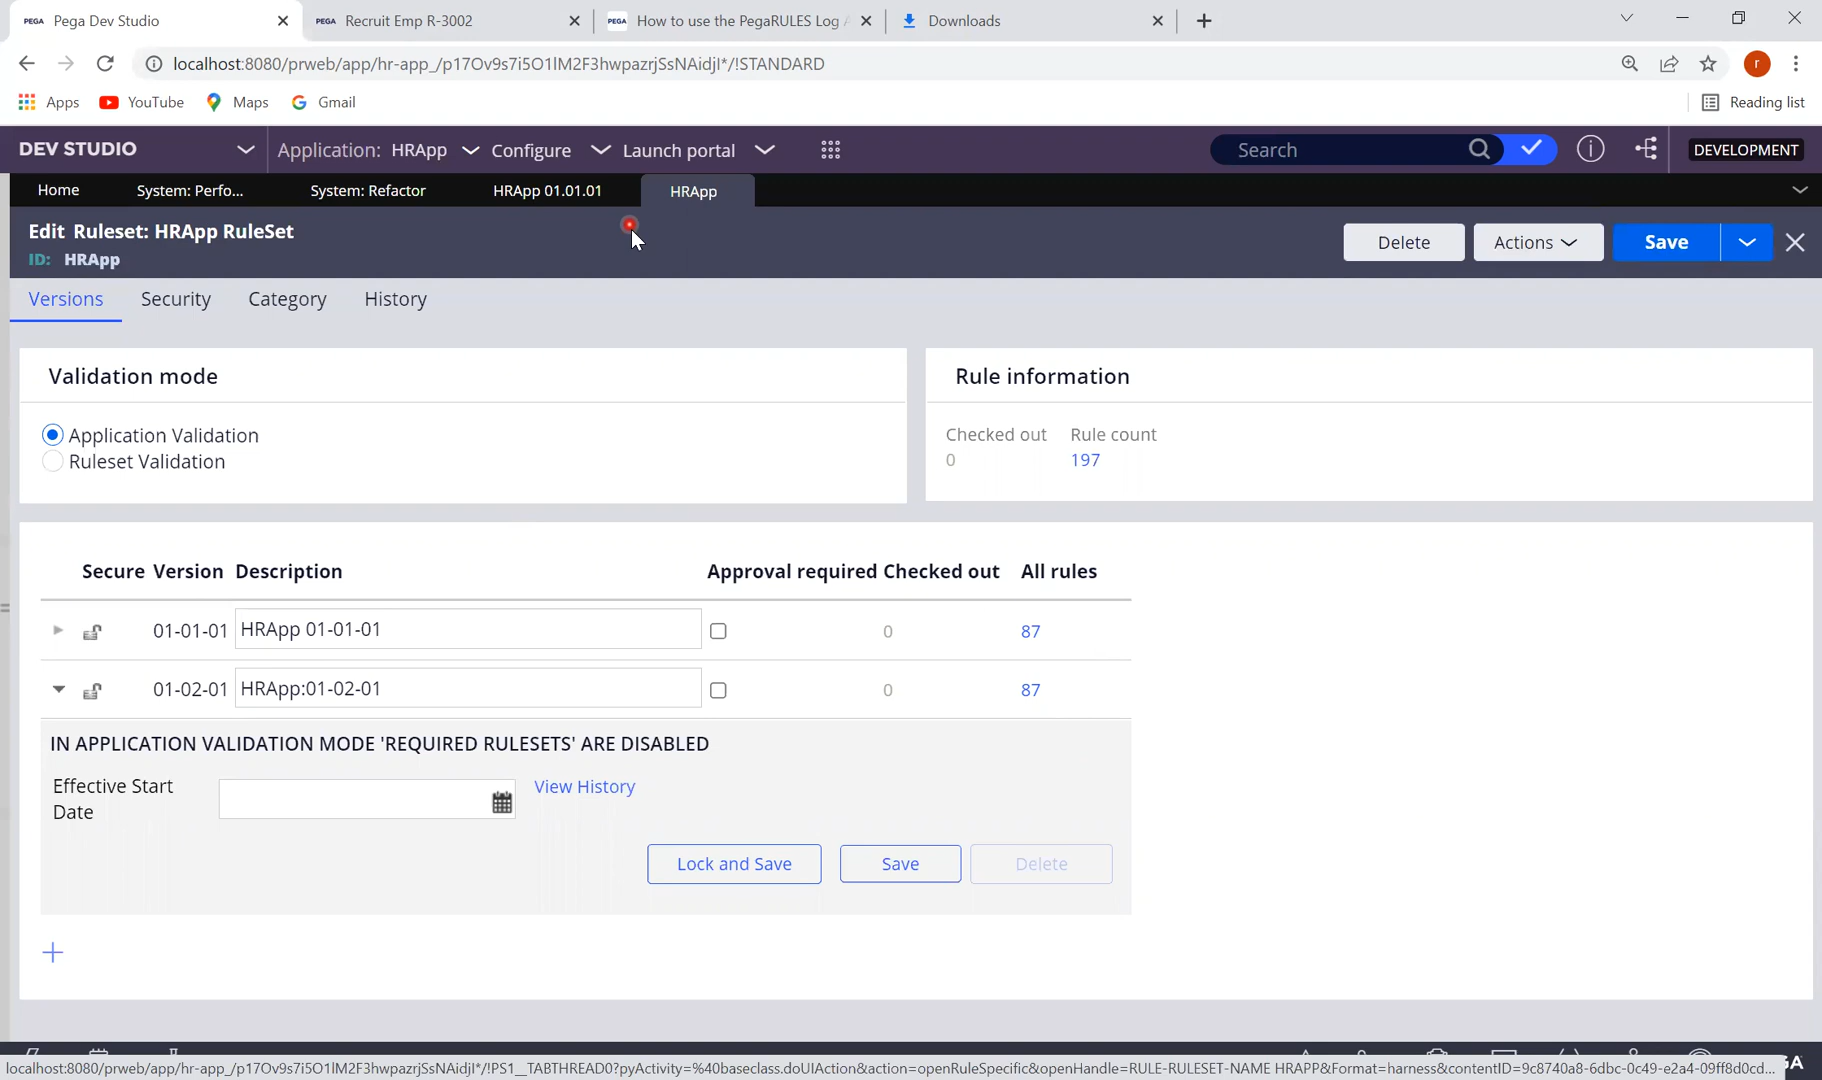 PEGA Pega Dev Studio
PEGA Recruit Emp R-3002
PEGA How to use the PegaRULES Log A
Downloads
localhost:8080/prweb/app/hr-app_/p17Ov9s7i5O1lM2F3hwpazrjSsNAidjI*/!STANDARD
r
Apps YouTube Maps Gmail Reading list
DEV STUDIO Application: HRApp Configure Launch portal Search DEVELOPMENT
Home System: Perfo... System: Refactor HRApp 01.01.01 HRApp
Edit Ruleset: HRApp RuleSet
ID: HRApp
Delete Actions Save
Versions Security Category History
Validation mode
Application Validation
Ruleset Validation
Rule information
Checked out Rule count
0 197
Secure Version Description Approval required Checked out All rules
01-01-01 HRApp 01-01-01 0 87
01-02-01 HRApp:01-02-01 0 87
IN APPLICATION VALIDATION MODE 'REQUIRED RULESETS' ARE DISABLED
Effective Start
Date
View History
Lock and Save Save Delete
localhost:8080/prweb/app/hr-app_/p17Ov9s7i5O1lM2F3hwpazrjSsNAidjI*/!PS1__TABTHREAD0?pyActivity=%40baseclass.doUIAction&action=openRuleSpecific&openHandle=RULE-RULESET-NAME HRAPP&Format=harness&contentID=9c8740a8-6dbc-0c49-e2a4-09ff8d0cd...